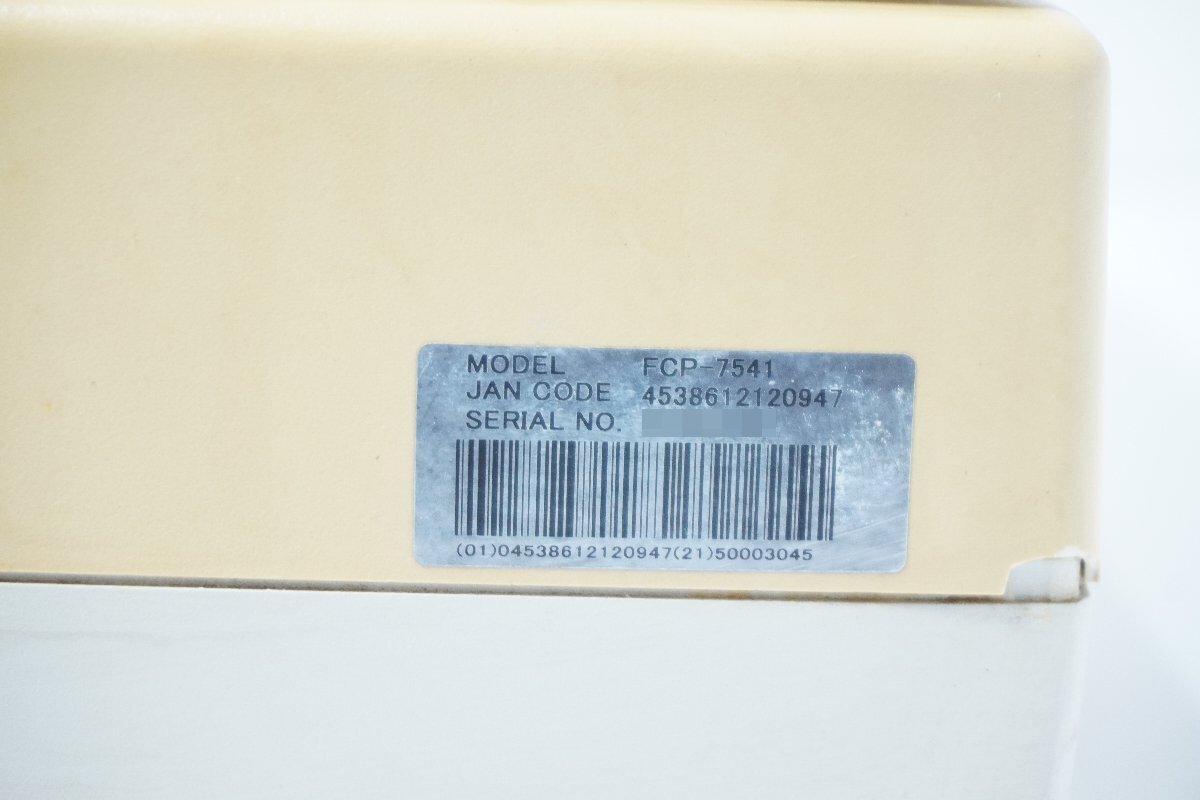 MODEL FCP-7541
JAN CODE 4538612120947
SERIAL NO.
(01)04538612120947(21)50003045